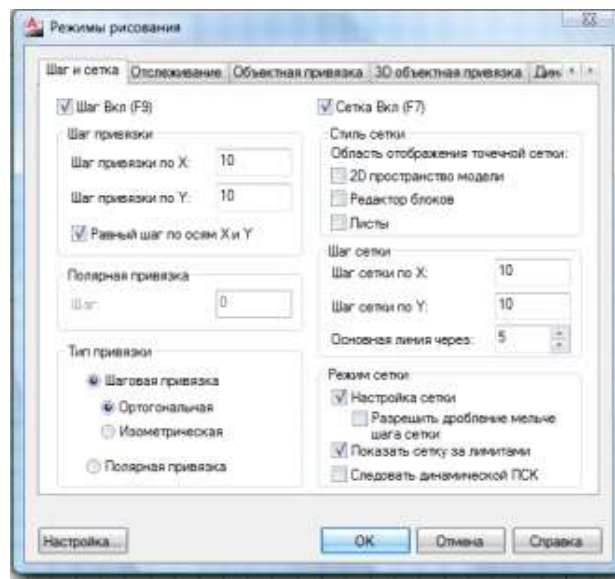 Режимы рисования
Шаг и сетка Отслеживание Объектная привязка 3D объектная привязка Дин
Шаг Вкл (F9)
Шаг привязки
Шаг привязки по X: 10
Шаг привязки по Y: 10
Равный шаг по осям X и Y
Полярная привязка
Шаг: 0
Тип привязки
Шаговая привязка
Ортогональная
Изометрическая
Полярная привязка
Сетка Вкл (F7)
Стиль сетки
Область отображения точечной сетки:
2D пространство модели
Редактор блоков
Листы
Шаг сетки
Шаг сетки по X: 10
Шаг сетки по Y: 10
Основная линия через: 5
Режим сетки
Настройка сетки
Разрешить дробление мельче
шага сетки
Показать сетку за лимитами
Следовать динамической ПСК
Настройка... OK Отмена Справка